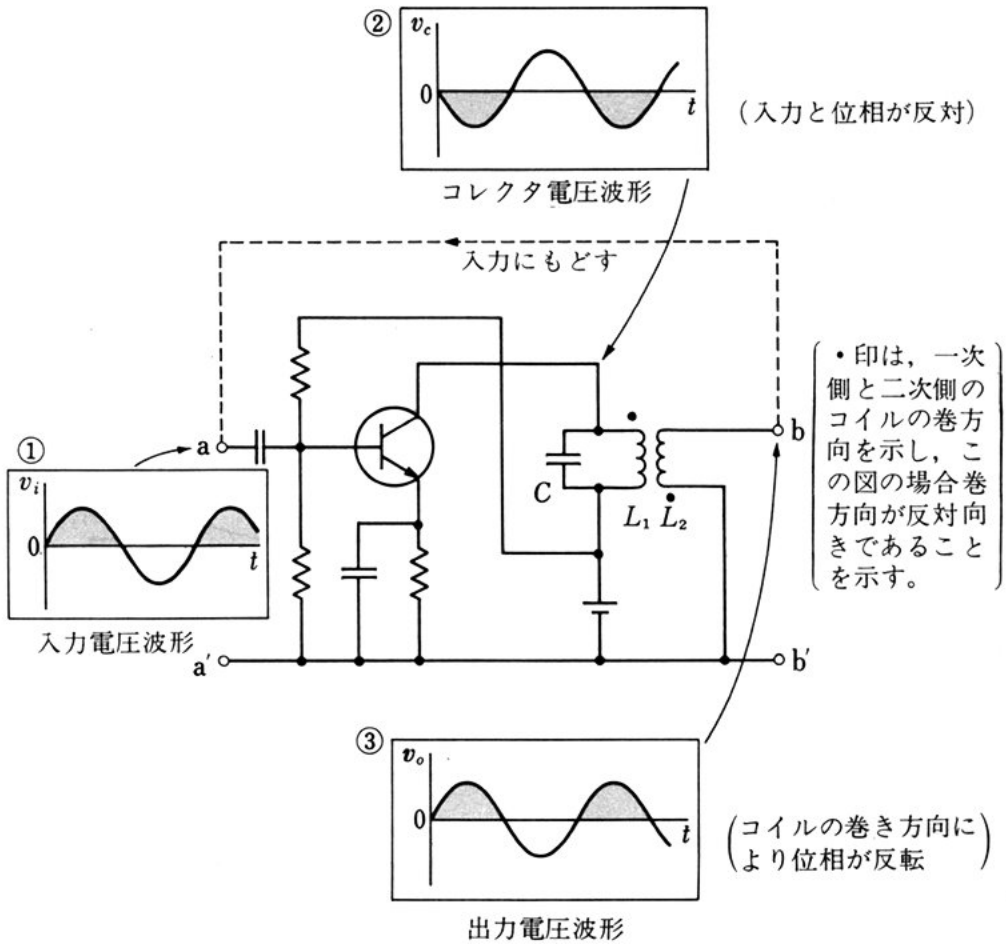 ②
v_c
0
t
(入力と位相が反対)
コレクタ電圧波形
入力にもどす
①
a
v_i
0
t
入力電圧波形
a′
C
L₁ L₂
b
・印は，一次
側と二次側の
コイルの巻方
向を示し，こ
の図の場合巻
方向が反対向
きであること
を示す。
b′
③
v_o
0
t
(コイルの巻き方向に
より位相が反転)
出力電圧波形